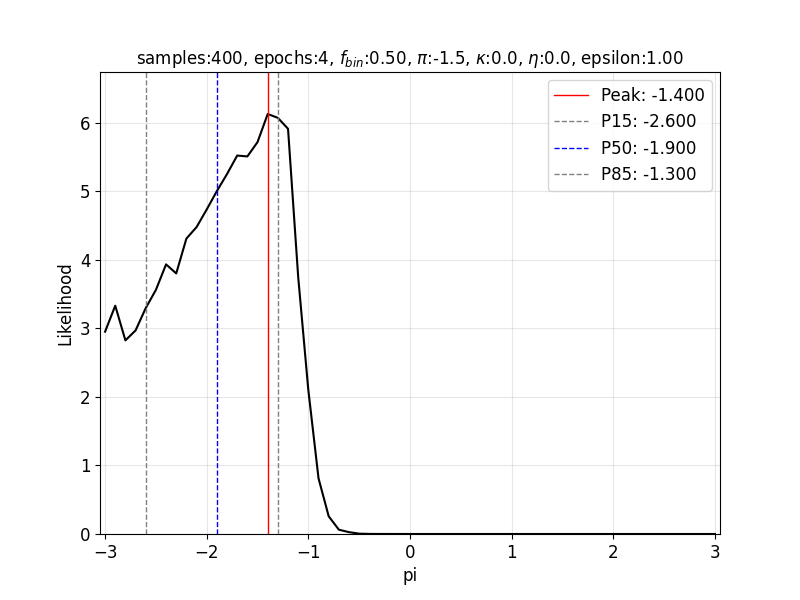 samples:400, epochs:4, f_bin:0.50, π:-1.5, κ:0.0, η:0.0, epsilon:1.00
Peak: -1.400
P15: -2.600
P50: -1.900
P85: -1.300
6
5
4
3
2
1
0
Likelihood
−3 −2 −1 0 1 2 3
pi